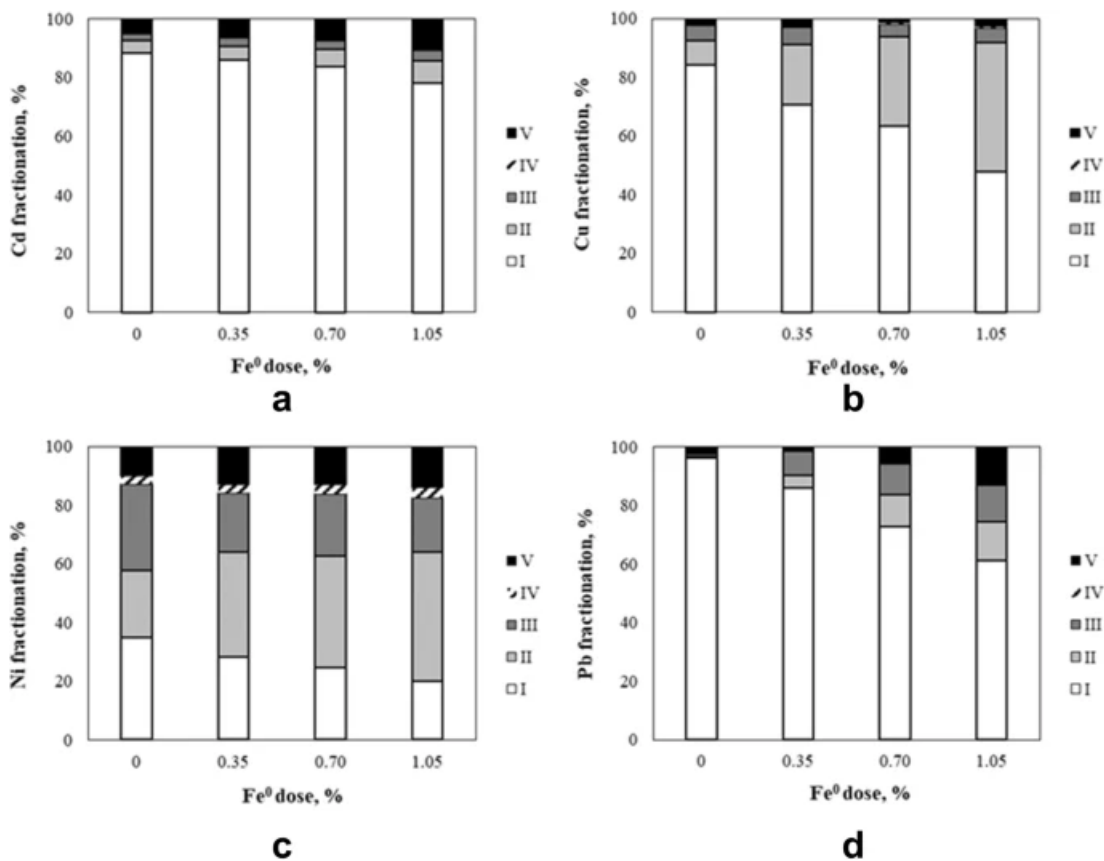 100
80
60
40
20
0
Cd fractionation, %
0 0.35 0.70 1.05
Fe⁰ dose, %
V
IV
III
II
I
a
100
80
60
40
20
0
Cu fractionation, %
0 0.35 0.70 1.05
Fe⁰ dose, %
V
IV
III
II
I
b
100
80
60
40
20
0
Ni fractionation, %
0 0.35 0.70 1.05
Fe⁰ dose, %
V
IV
III
II
I
c
100
80
60
40
20
0
Pb fractionation, %
0 0.35 0.70 1.05
Fe⁰ dose, %
V
IV
III
II
I
d